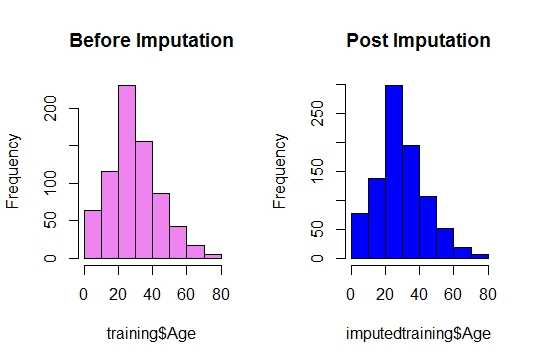 Before Imputation
Post Imputation
Frequency
0
50
100
200
0 20 40 60 80
training$Age
Frequency
0
50
150
250
0 20 40 60 80
imputedtraining$Age